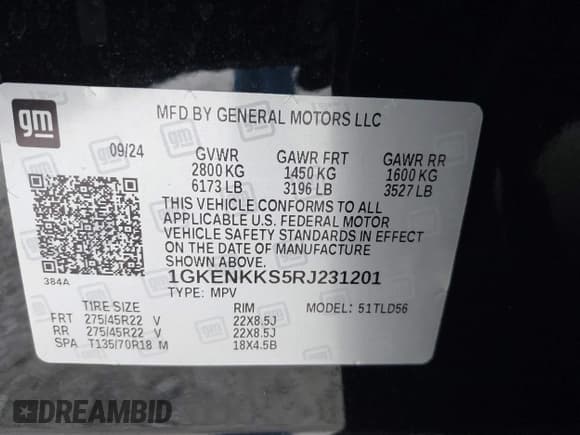 gm
MFD BY GENERAL MOTORS LLC
09/24 GVWR GAWR FRT GAWR RR
2800 KG 1450 KG 1600 KG
6173 LB 3196 LB 3527 LB
THIS VEHICLE CONFORMS TO ALL
APPLICABLE U.S. FEDERAL MOTOR
VEHICLE SAFETY STANDARDS IN EFFECT
ON THE DATE OF MANUFACTURE
SHOWN ABOVE.
384A
1GKENKKS5RJ231201
TYPE: MPV MODEL: 51TLD56
TIRE SIZE RIM
FRT 275/45R22 V 22X8.5J
RR 275/45R22 V 22X8.5J
SPA T135/70R18 M 18X4.5B
DREAMBID